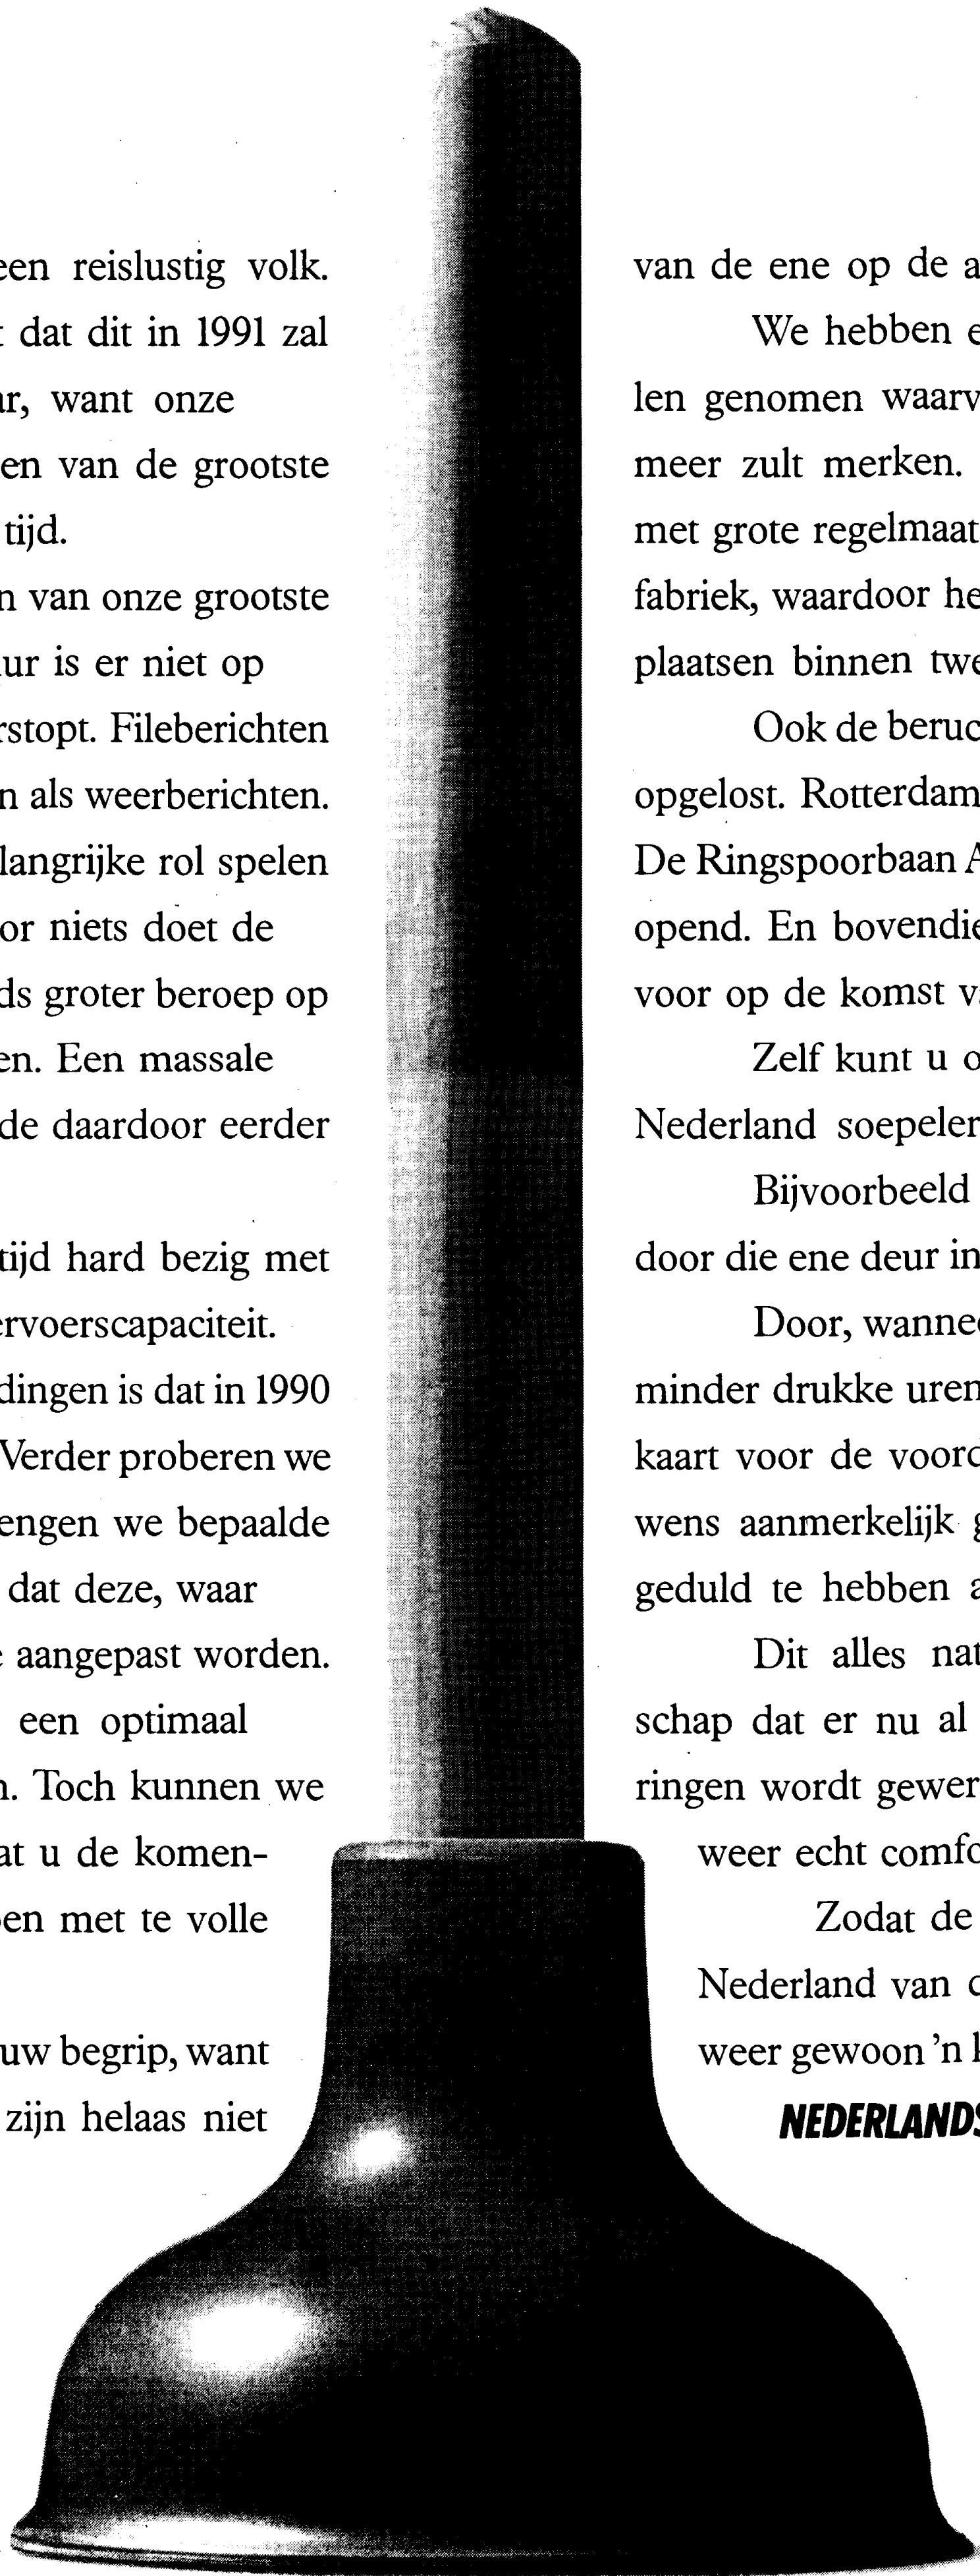 een reislustig volk.
t dat dit in 1991 zal
ar, want onze
en van de grootste
tijd.
n van onze grootste
uur is er niet op
rstopt. Fileberichten
n als weerberichten.
langrijke rol spelen
or niets doet de
ds groter beroep op
en. Een massale
de daardoor eerder
tijd hard bezig met
ervoerscapaciteit.
dingen is dat in 1990
Verder proberen we
engen we bepaalde
dat deze, waar
e aangepast worden.
een optimaal
n. Toch kunnen we
at u de komen-
en met te volle
uw begrip, want
zijn helaas niet
van de ene op de a
We hebben e
len genomen waarv
meer zult merken.
met grote regelmaat
fabriek, waardoor he
plaatsen binnen twe
Ook de beruc
opgelost. Rotterdam
De Ringspoorbaan A
opend. En bovendie
voor op de komst va
Zelf kunt u o
Nederland soepeler
Bijvoorbeeld
door die ene deur in
Door, wannee
minder drukke uren
kaart voor de voord
wens aanmerkelijk g
geduld te hebben a
Dit alles nat
schap dat er nu al
ringen wordt gewer
weer echt comfo
Zodat de
Nederland van d
weer gewoon 'n k
NEDERLANDS